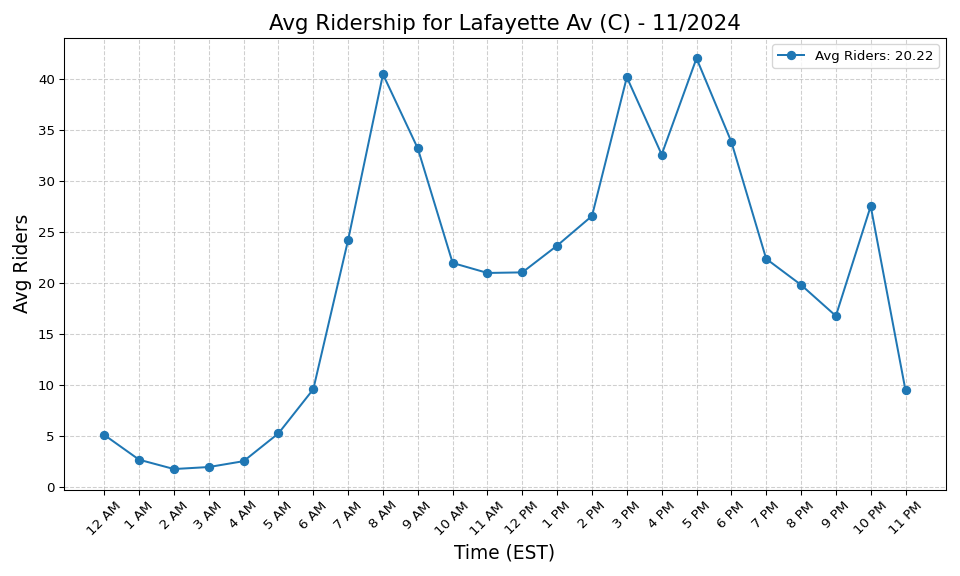 Avg Ridership for Lafayette Av (C) - 11/2024
Avg Riders: 20.22
Avg Riders
40
35
30
25
20
15
10
5
0
12 AM
1 AM
2 AM
3 AM
4 AM
5 AM
6 AM
7 AM
8 AM
9 AM
10 AM
11 AM
12 PM
1 PM
2 PM
3 PM
4 PM
5 PM
6 PM
7 PM
8 PM
9 PM
10 PM
11 PM
Time (EST)